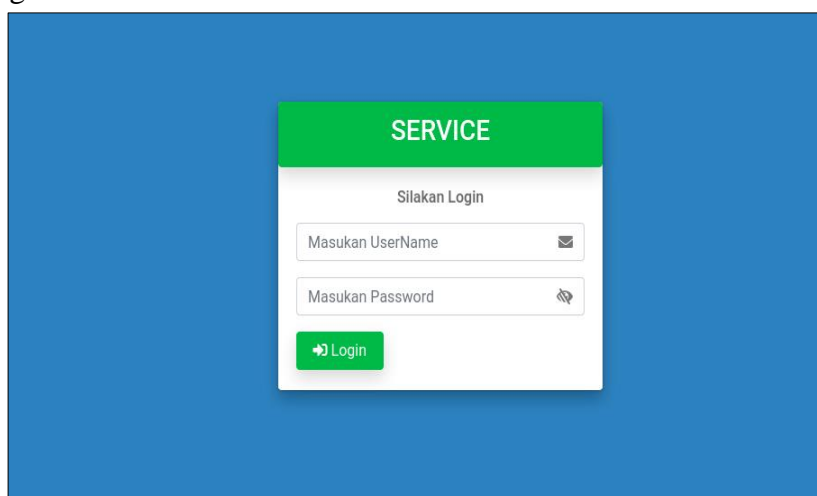 SERVICE
Silakan Login
Masukan UserName
Masukan Password
Login